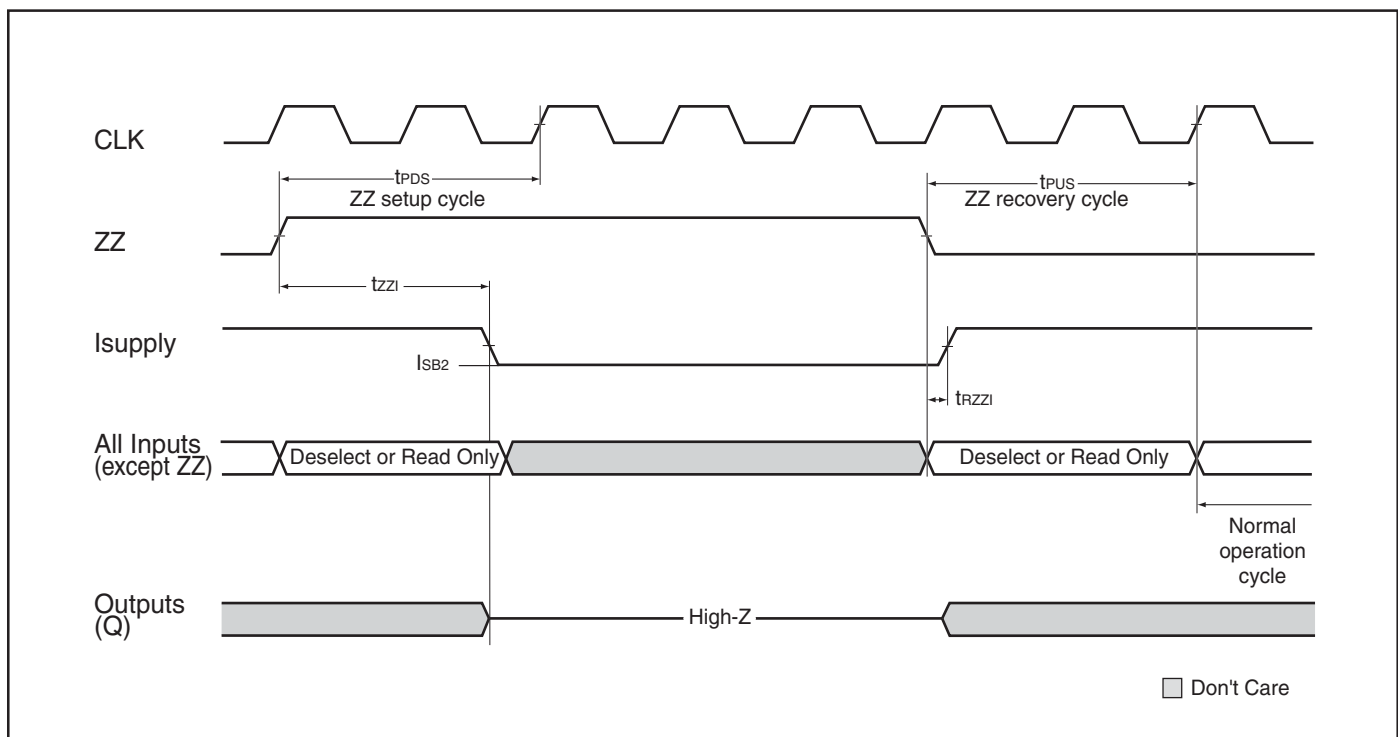 CLK
tPDS
ZZ setup cycle
tPUS
ZZ recovery cycle
ZZ
tZZI
Isupply
ISB2
tRZZI
All Inputs
(except ZZ)
Deselect or Read Only
Deselect or Read Only
Normal
operation
cycle
Outputs
(Q)
High-Z
Don't Care